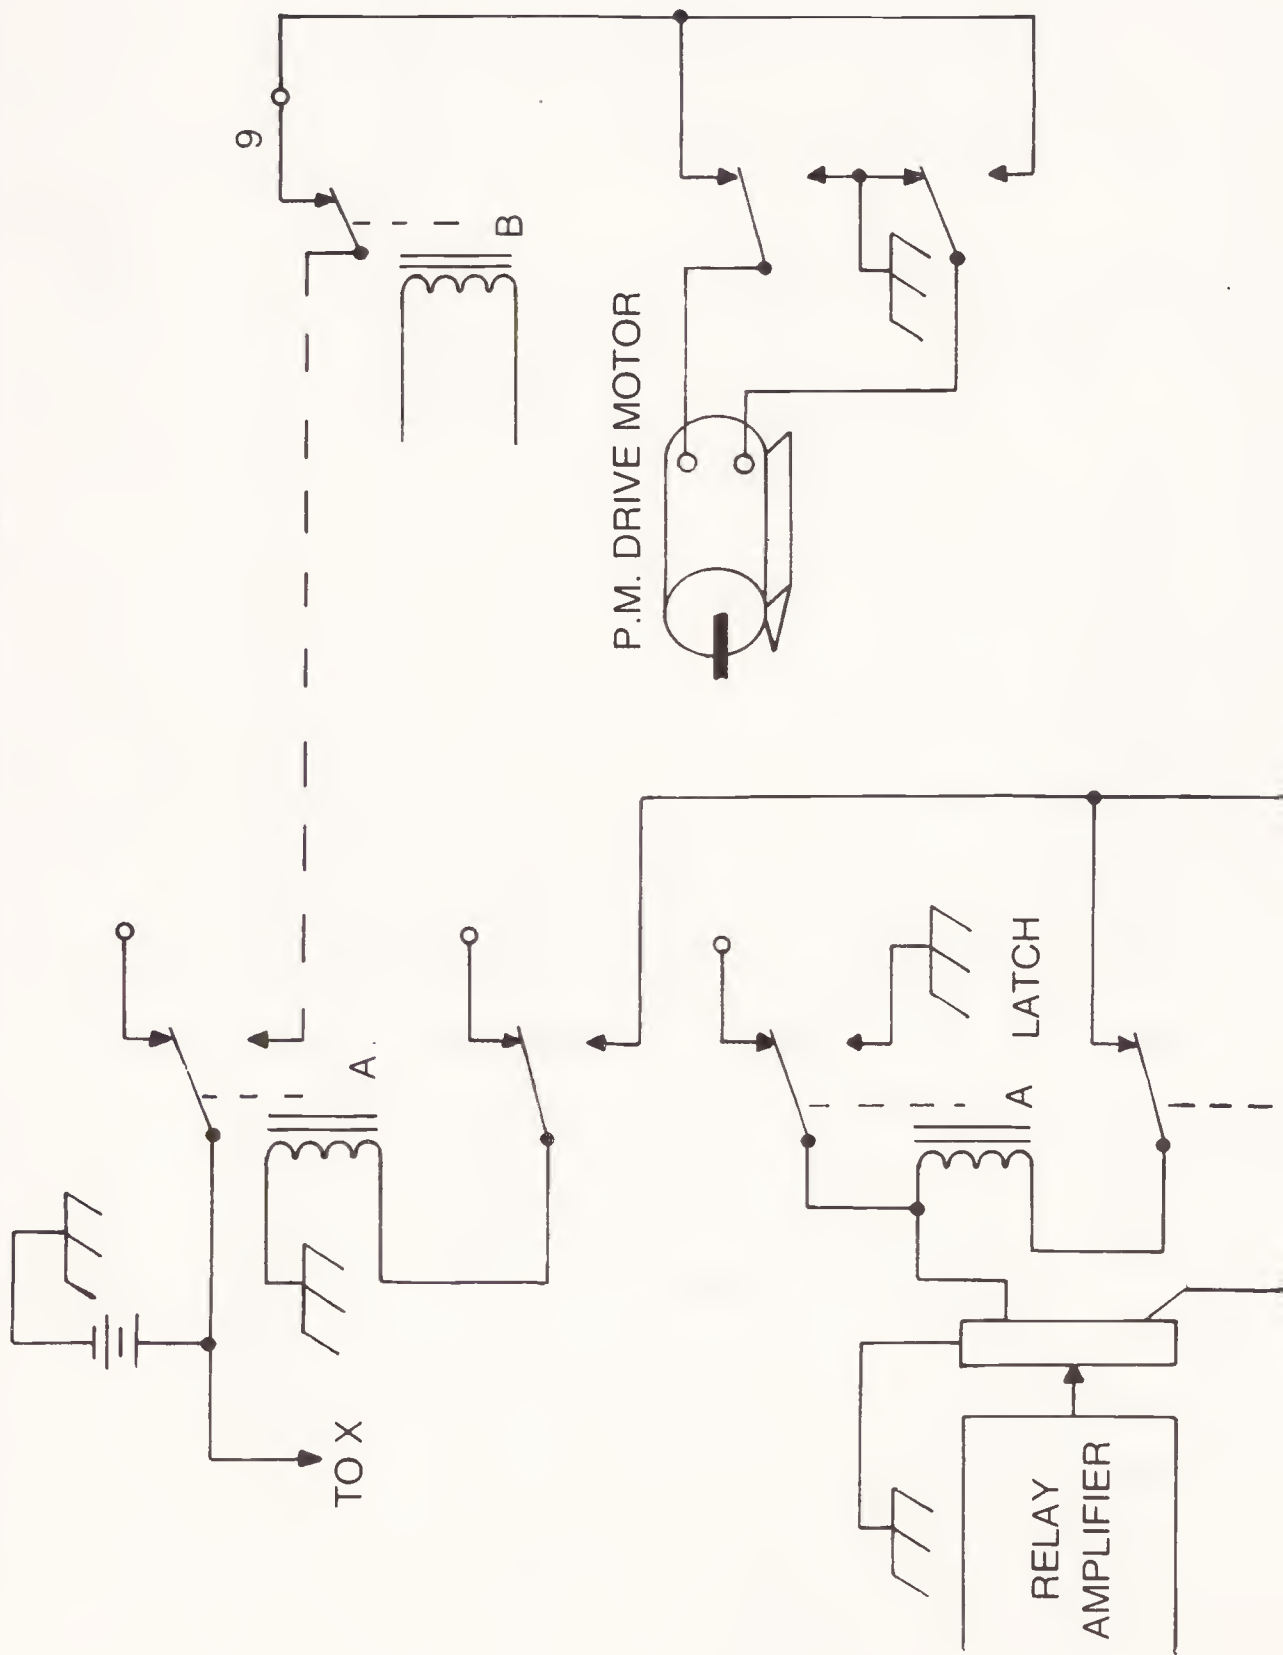 9
TO X
A
B
P.M. DRIVE MOTOR
A LATCH
RELAY
AMPLIFIER